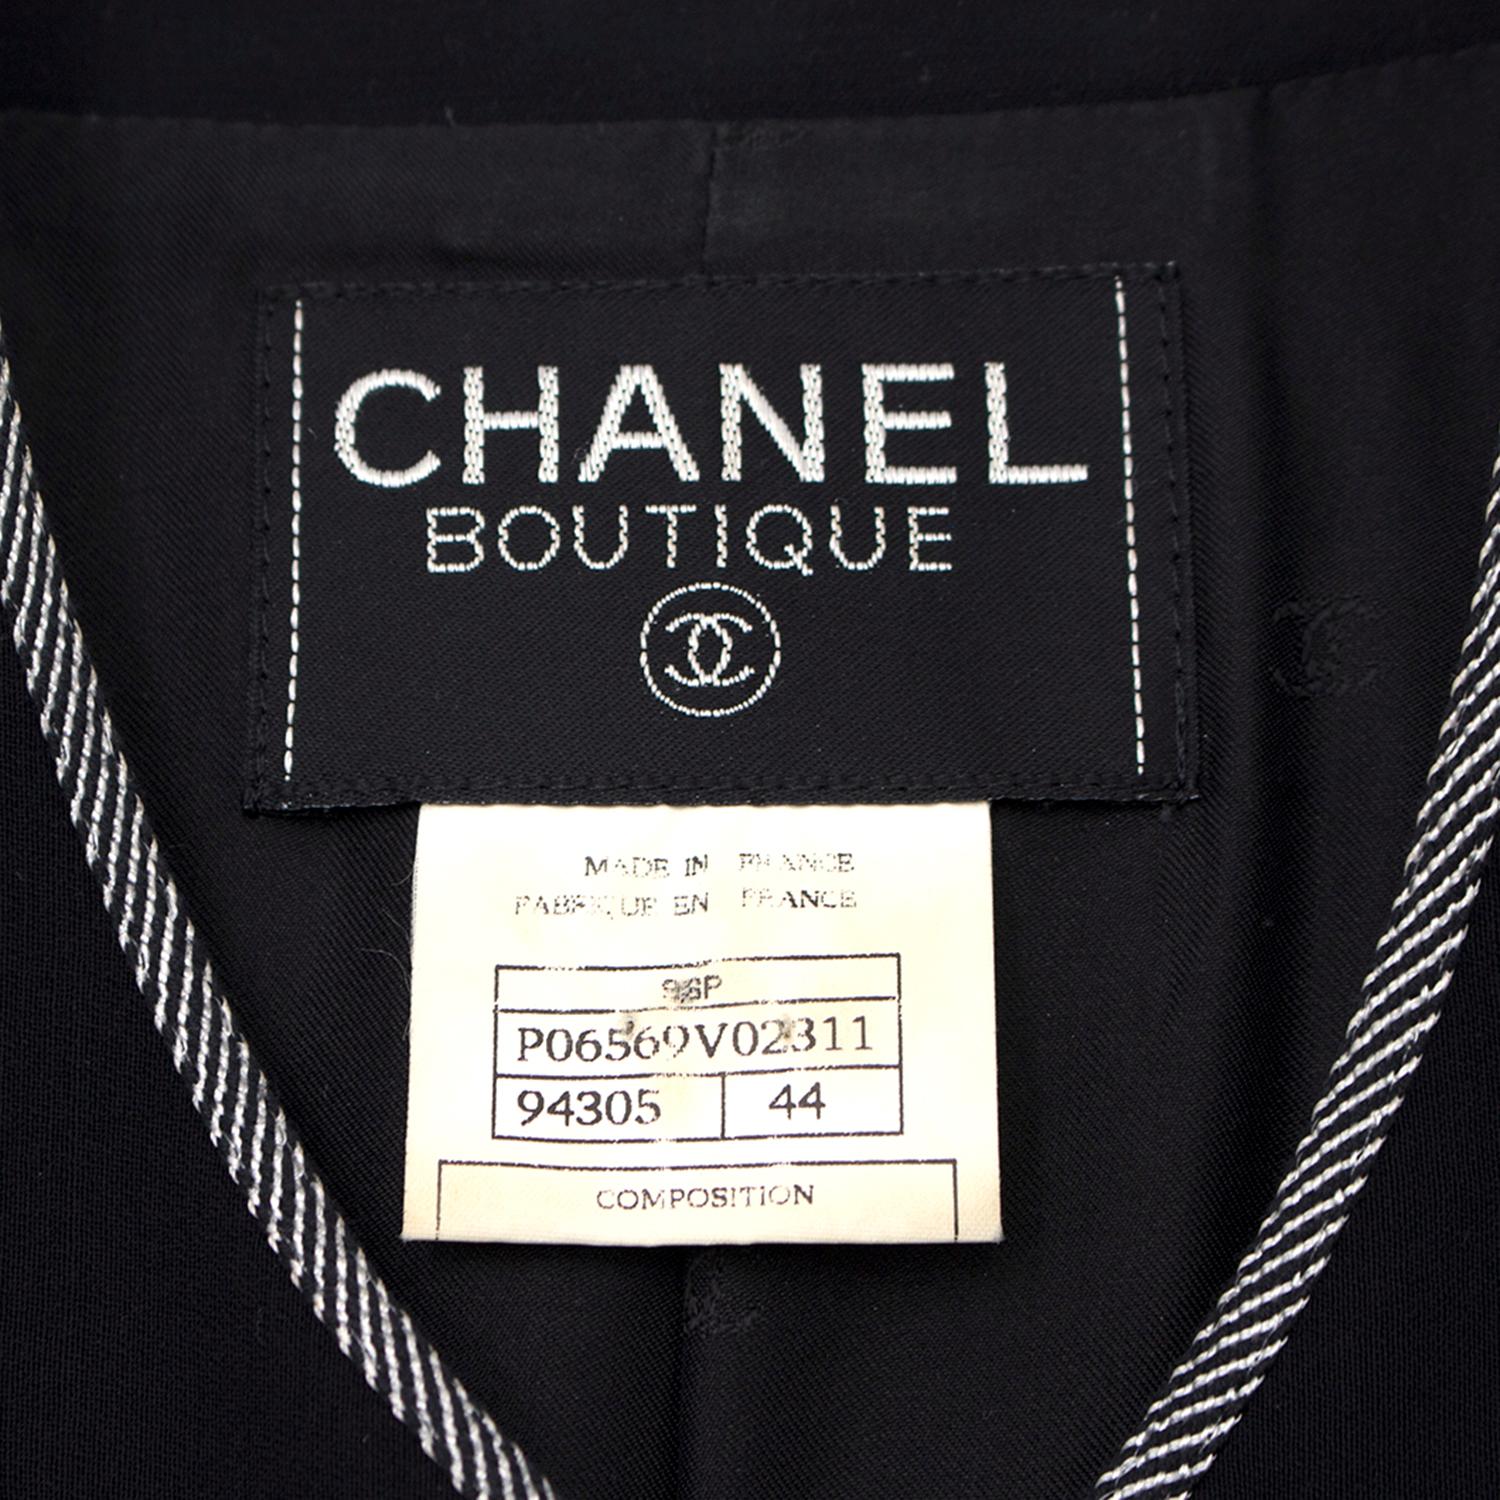 CHANEL
BOUTIQUE
MADE IN FRANCE
FABRIQUE EN FRANCE
P06569V02311
94305 44
COMPOSITION